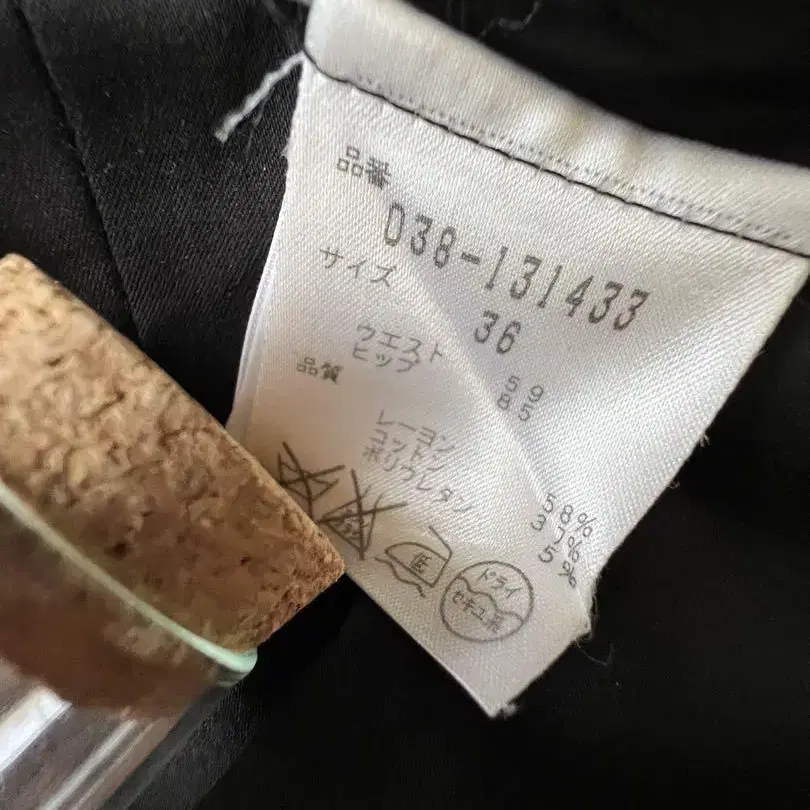 品番
D38-131433
サイズ
36
ウエスト 59
ヒップ 85
品質
レーヨン 58%
コットン 37%
ポリウレタン 5%
低
ドライ
セキユ系